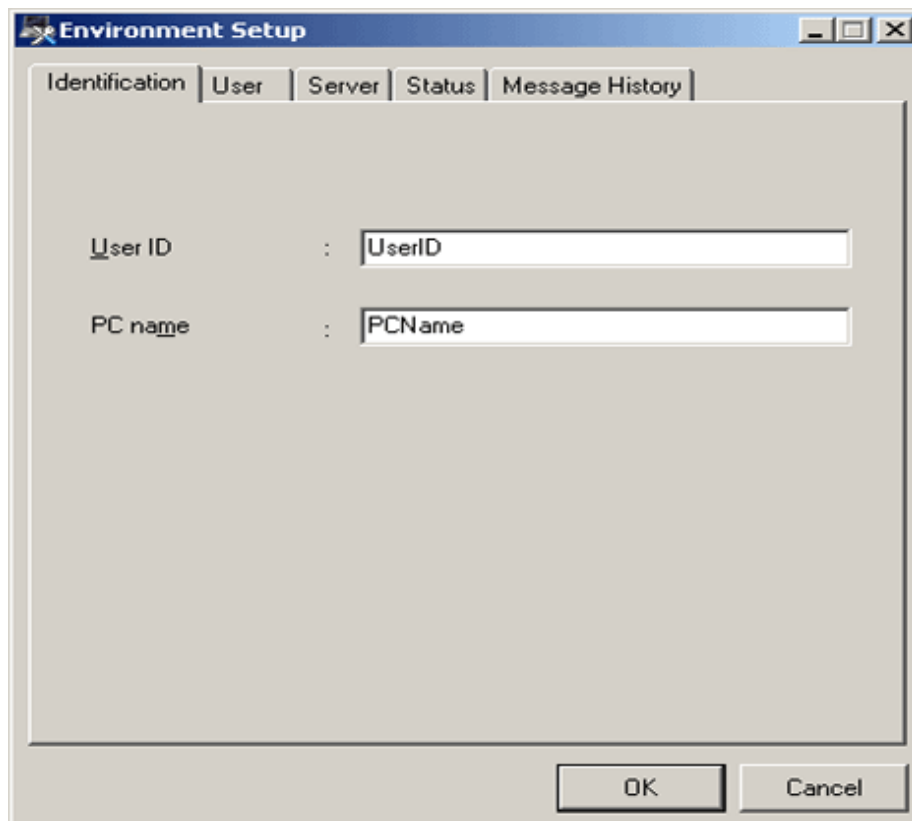 Environment Setup
Identification User Server Status Message History
User ID : UserID
PC name : PCName
OK Cancel